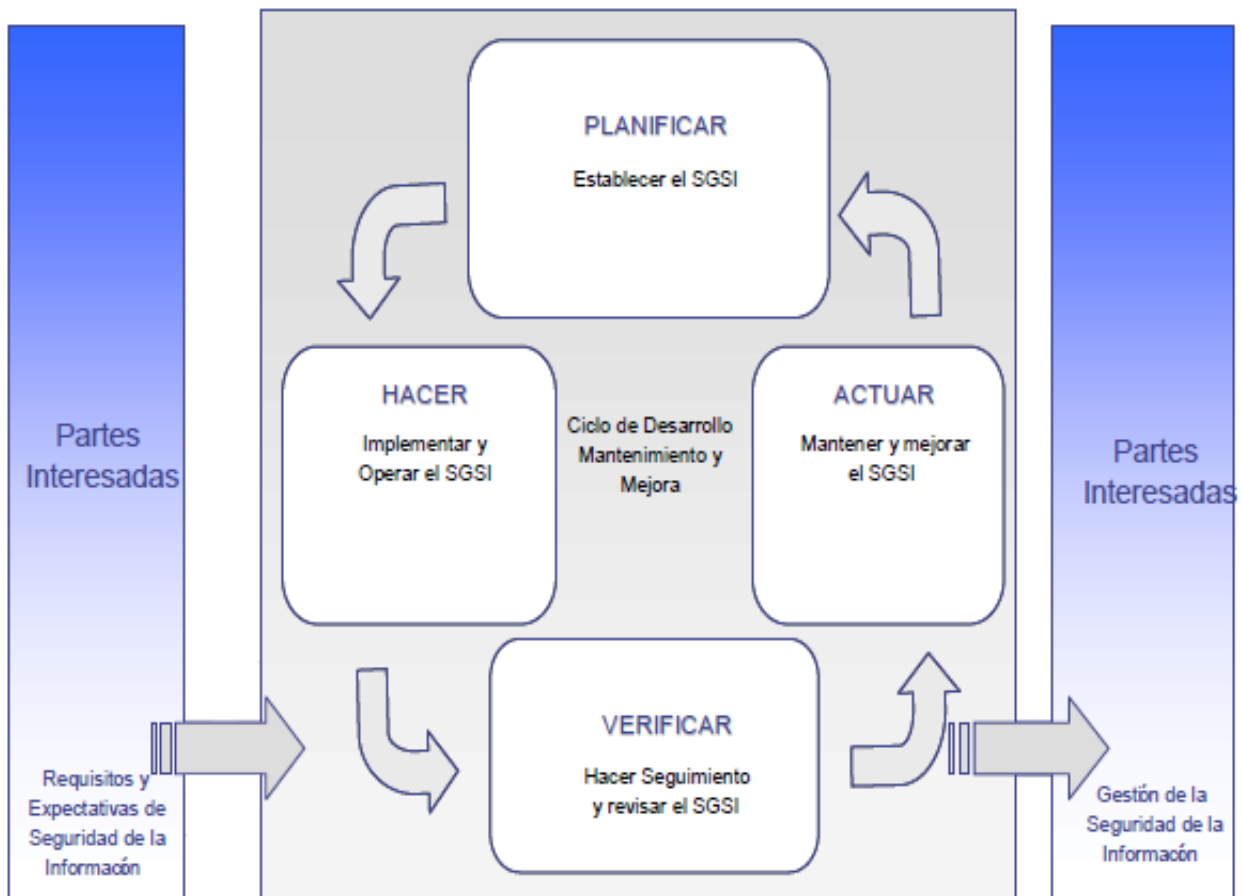 PLANIFICAR
Establecer el SGSI
HACER
Implementar y
Operar el SGSI
Ciclo de Desarrollo
Mantenimiento y
Mejora
ACTUAR
Mantener y mejorar
el SGSI
VERIFICAR
Hacer Seguimiento
y revisar el SGSI
Partes
Interesadas
Requisitos y
Expectativas de
Seguridad de la
Informacón
Partes
Interesadas
Gestión de la
Seguridad de la
Informacón